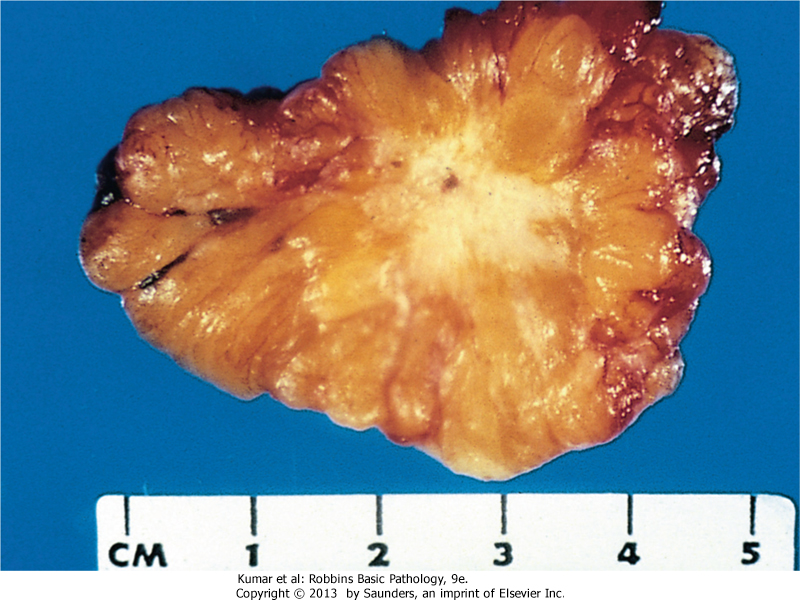 CM 1 2 3 4 5
Kumar et al: Robbins Basic Pathology, 9e.
Copyright © 2013 by Saunders, an imprint of Elsevier Inc.